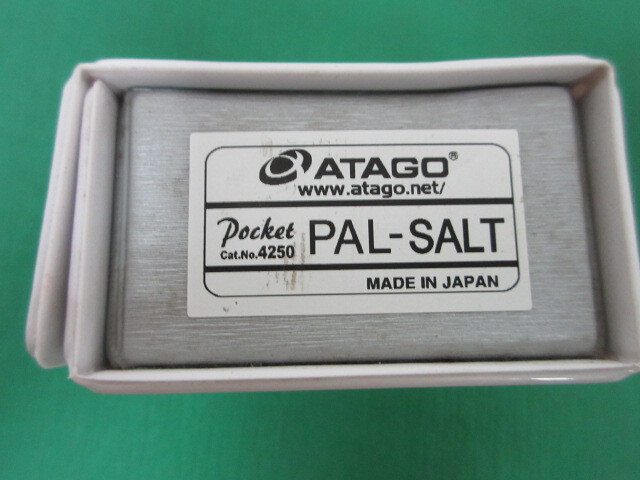 ATAGO®
www.atago.net/
Pocket
Cat.No.4250
PAL-SALT
MADE IN JAPAN